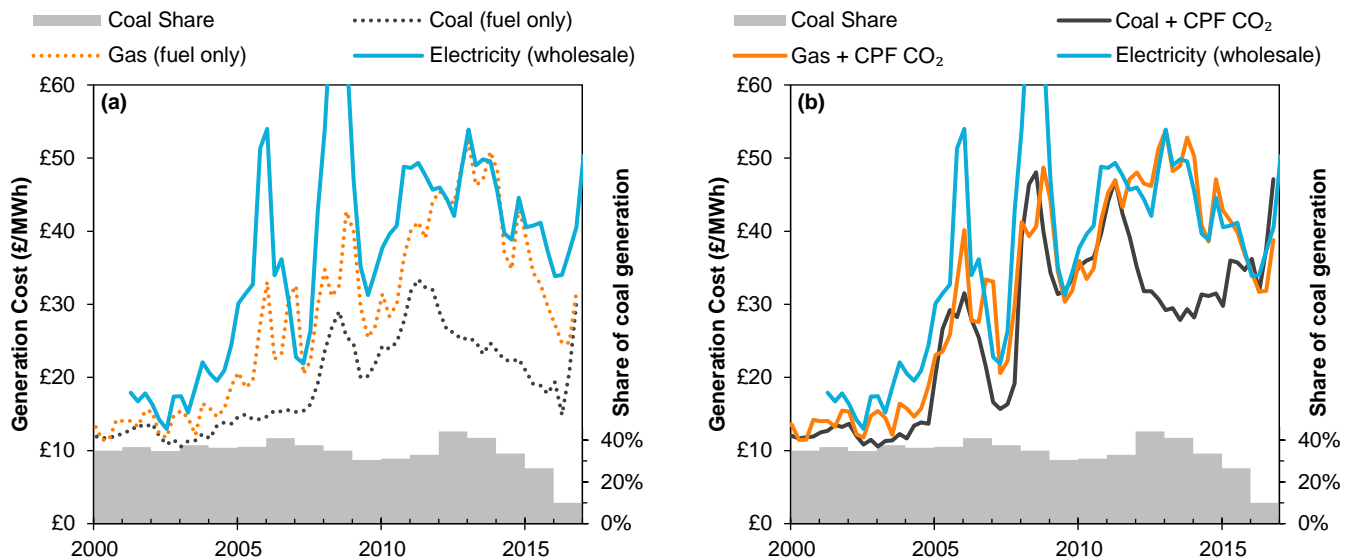 Coal Share
Coal (fuel only)
Gas (fuel only)
Electricity (wholesale)
(a)
Generation Cost (£/MWh)
£60
£50
£40
£30
£20
£10
£0
Share of coal generation
40%
20%
0%
2000
2005
2010
2015
Coal Share
Coal + CPF CO₂
Gas + CPF CO₂
Electricity (wholesale)
(b)
Generation Cost (£/MWh)
£60
£50
£40
£30
£20
£10
£0
Share of coal generation
40%
20%
0%
2000
2005
2010
2015